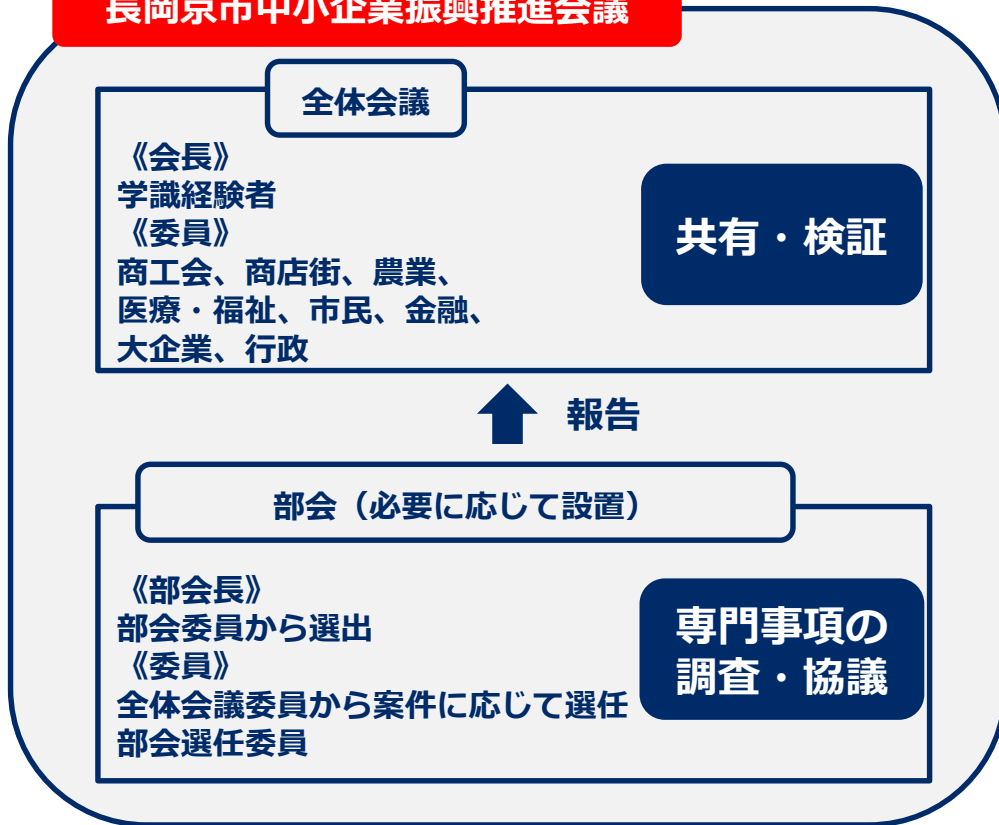 長岡京市中小企業振興推進会議
全体会議
《会長》
学識経験者
《委員》
商工会、商店街、農業、
医療・福祉、市民、金融、
大企業、行政
共有・検証
報告
部会（必要に応じて設置）
《部会長》
部会委員から選出
《委員》
全体会議委員から案件に応じて選任
部会選任委員
専門事項の
調査・協議